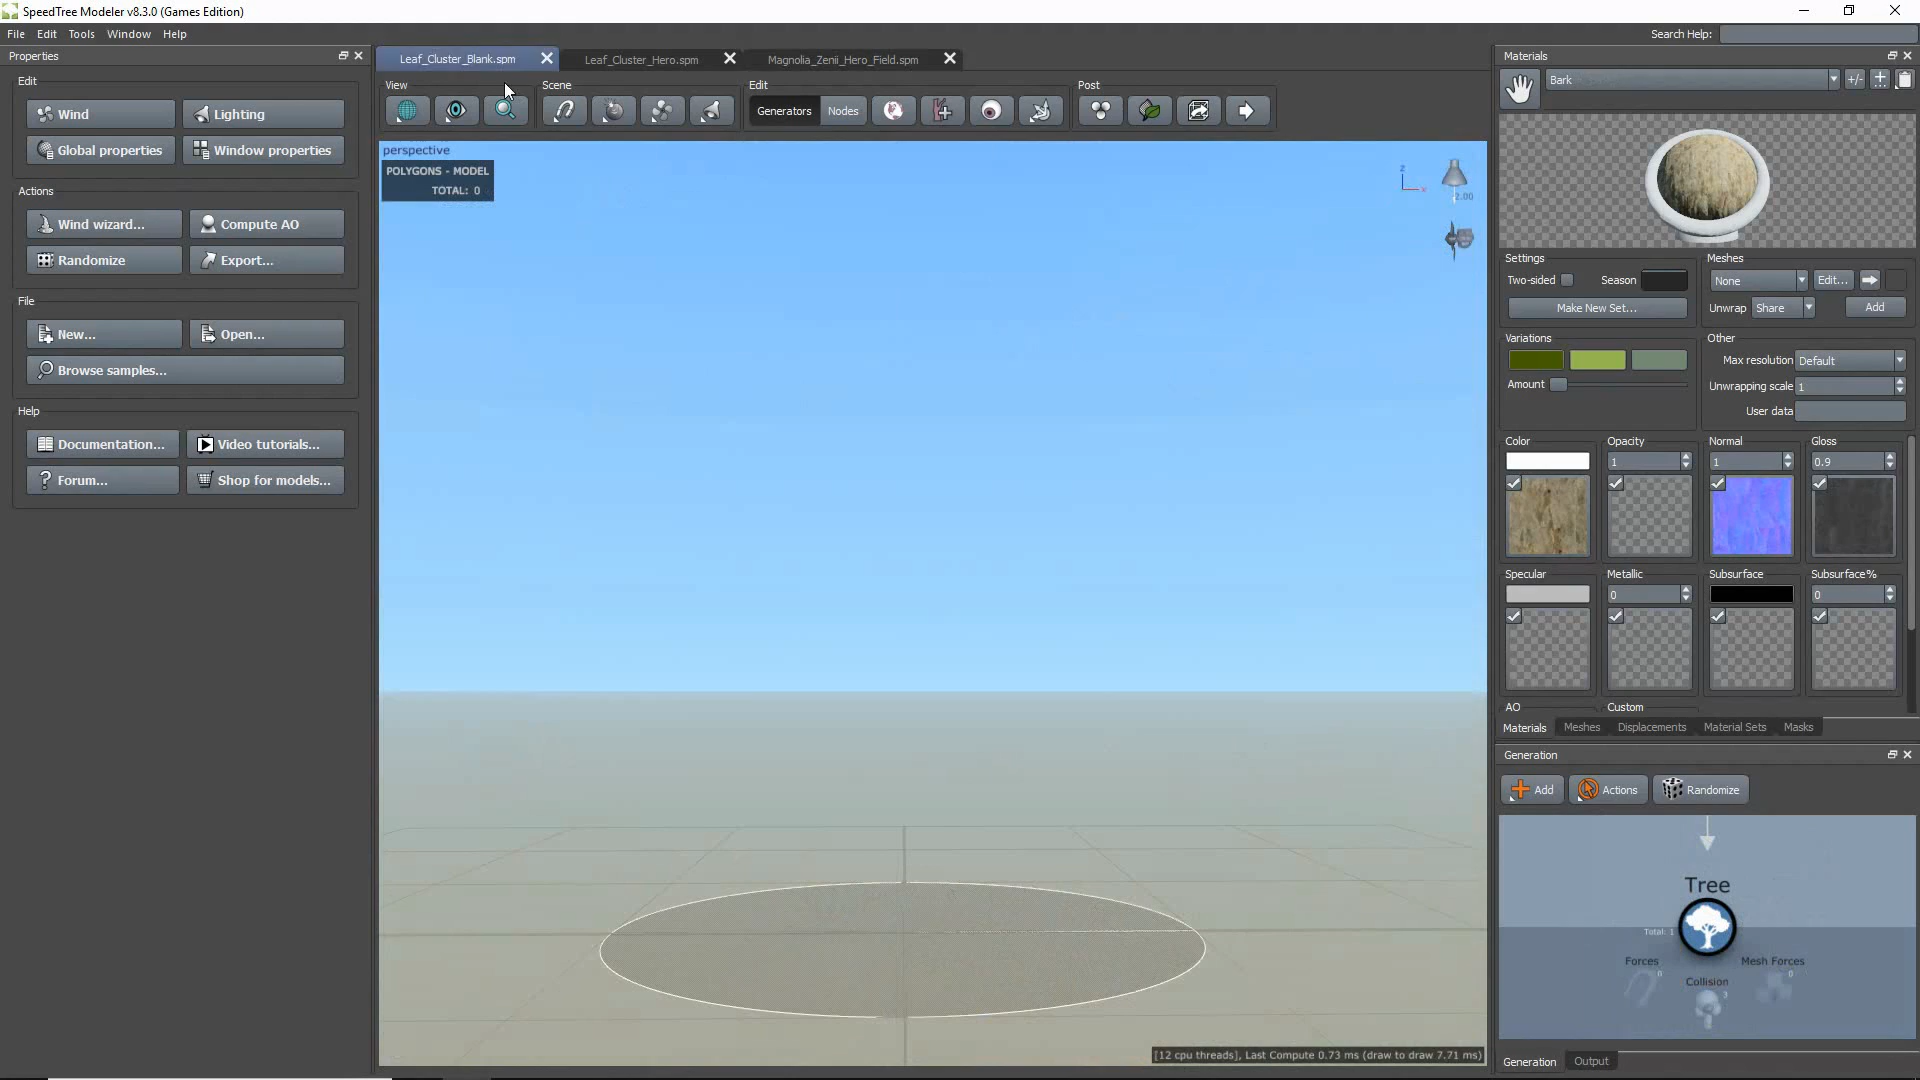 SpeedTree Modeler v8.3.0 (Games Edition)
File Edit Tools Window Help
Search Help:
Properties
Edit
Wind
Lighting
Global properties
Window properties
Actions
Wind wizard...
Compute AO
Randomize
Export...
File
New...
Open...
Browse samples...
Help
Documentation...
Video tutorials...
Forum...
Shop for models...
Leaf_Cluster_Blank.spm
Leaf_Cluster_Hero.spm
Magnolia_Zenii_Hero_Field.spm
View
Scene
Edit
Generators
Nodes
Post
perspective
POLYGONS - MODEL
TOTAL: 0
z
x
2.00
[12 cpu threads], Last Compute 0.73 ms (draw to draw 7.71 ms)
Materials
Bark
+/-
Settings
Two-sided
Season
Make New Set...
Meshes
None
Edit...
Unwrap
Share
Add
Variations
Amount
Other
Max resolution
Default
Unwrapping scale
1
User data
Color
Opacity
Normal
Gloss
1
1
0.9
Specular
Metallic
Subsurface
Subsurface%
0
0
AO
Custom
Materials Meshes Displacements Material Sets Masks
Generation
Add
Actions
Randomize
Tree
Total: 1
Forces
0
Mesh Forces
0
Collision
Generation
Output